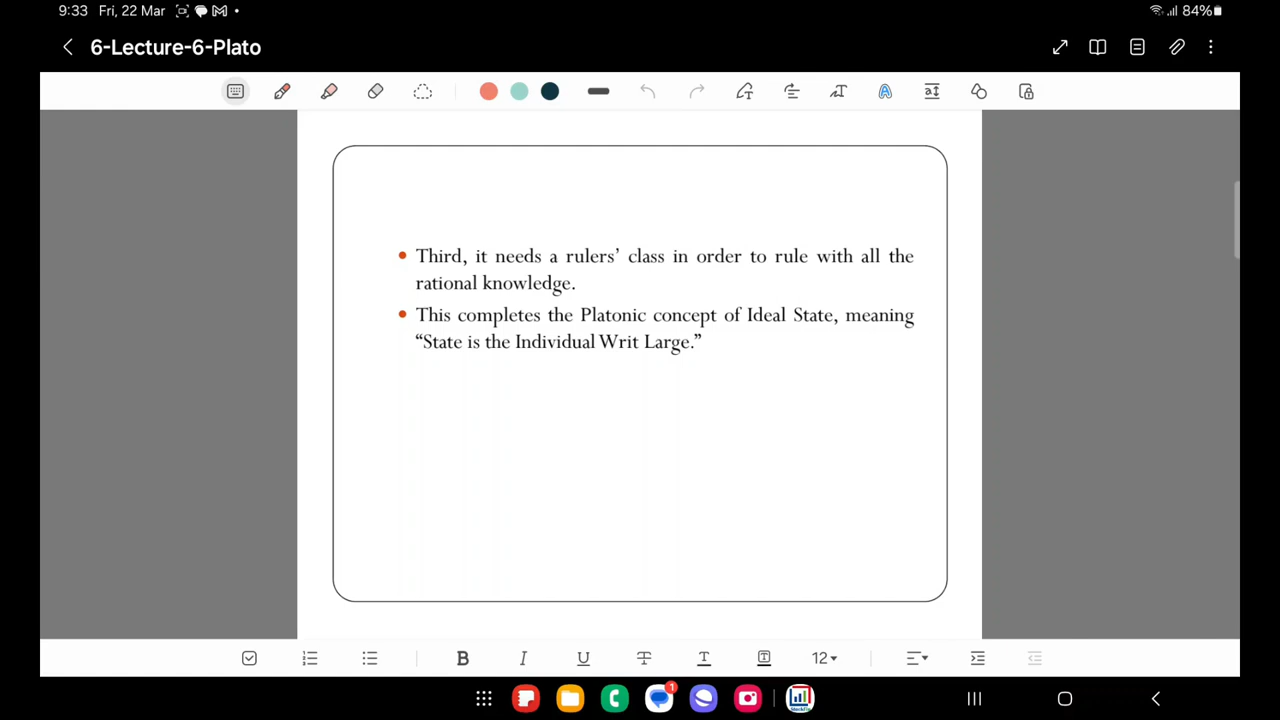 9:33 Fri, 22 Mar
84%
6-Lecture-6-Plato
• Third, it needs a rulers' class in order to rule with all the
rational knowledge.
• This completes the Platonic concept of Ideal State, meaning
“State is the Individual Writ Large.”
B I U T T T 12
1